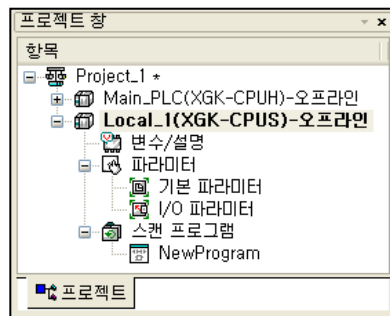 프로젝트 창
항목
Project_1 *
Main_PLC(XGK-CPUH)-오프라인
Local_1(XGK-CPUS)-오프라인
변수/설명
파라미터
기본 파라미터
I/O 파라미터
스캔 프로그램
NewProgram
프로젝트